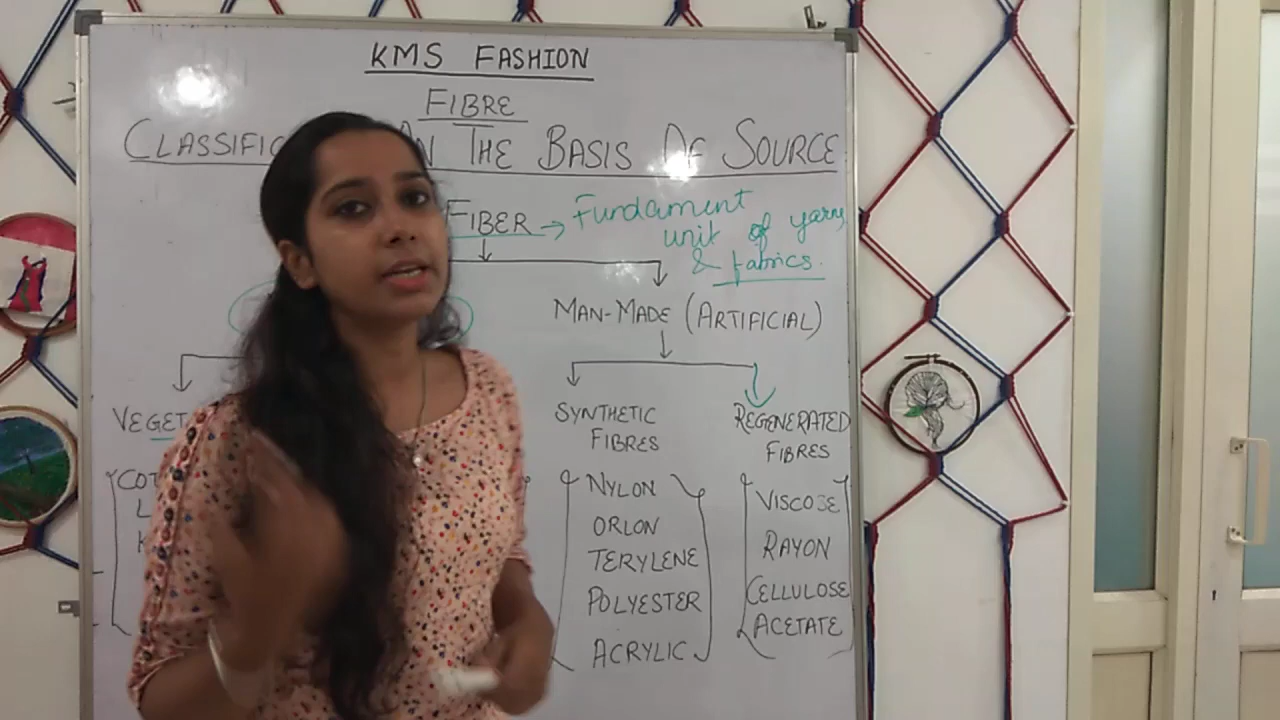 KMS FASHION
FIBRE
THE BASIS OF SOURCE
FIBER → Fundament
unit of yarns
& fabrics.
MAN-MADE (ARTIFICIAL)
SYNTHETIC FIBRES
REGENERATED FIBRES
NYLON
ORLON
TERYLENE
POLYESTER
ACRYLIC
VISCOSE
RAYON
CELLULOSE
ACETATE